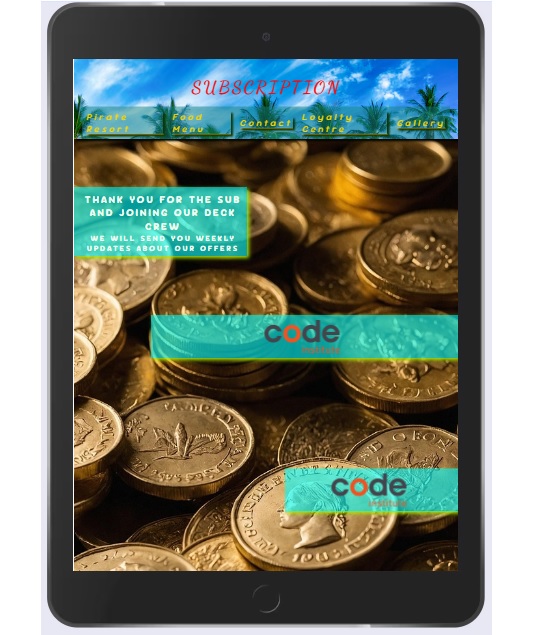 SUBSCRIPTION
Pirate Food Contact Loyalty Gallery
Resort Menu Centre
THANK YOU FOR THE SUB
AND JOINING OUR DECK
CREW
WE WILL SEND YOU WEEKLY
UPDATES ABOUT OUR OFFERS
code
institute
code
institute